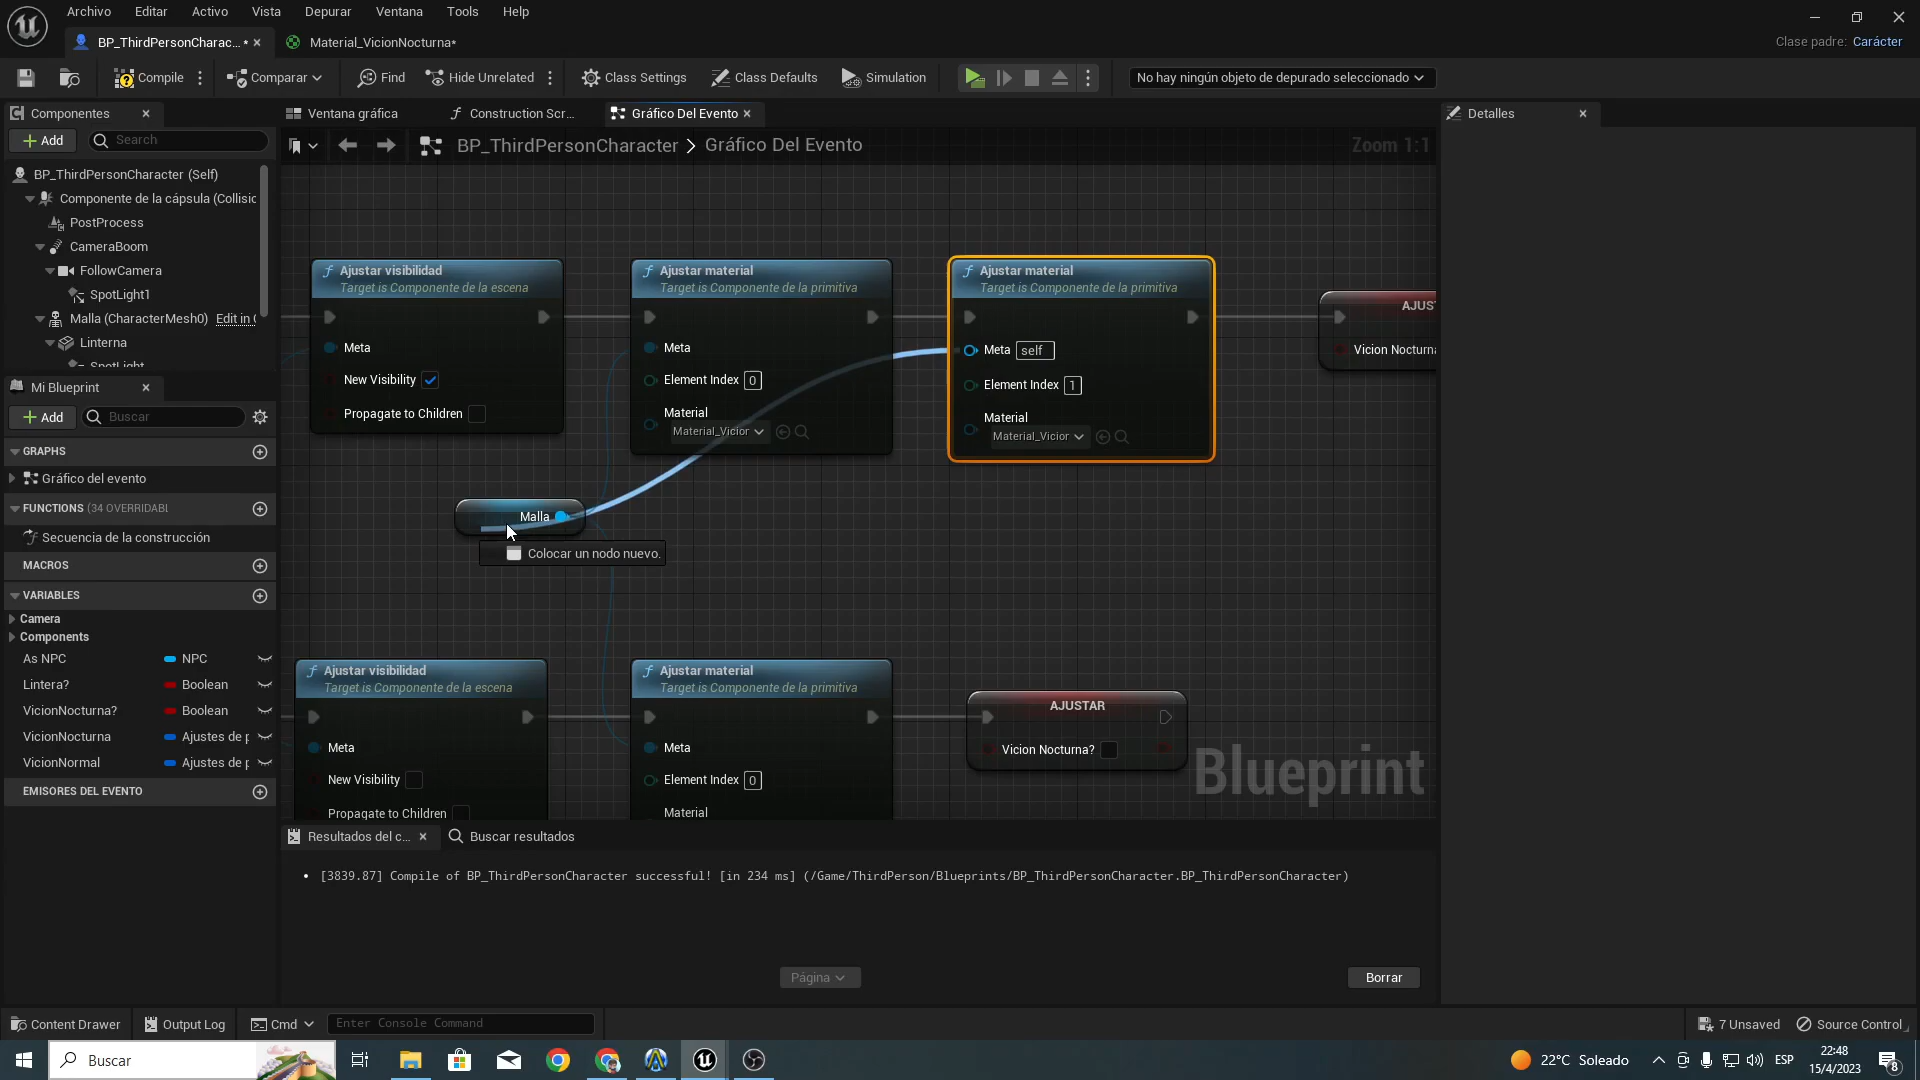 Archivo Editar Activo Vista Depurar Ventana Tools Help
BP_ThirdPersonCharac... *
Material_VicionNocturna*
Clase padre: Carácter
Compile
Comparar
Find
Hide Unrelated
Class Settings
Class Defaults
Simulation
No hay ningún objeto de depurado seleccionado
Componentes
Ventana gráfica
Construction Scr...
Gráfico Del Evento
Detalles
Add
Search
BP_ThirdPersonCharacter > Gráfico Del Evento
Zoom 1:1
BP_ThirdPersonCharacter (Self)
Componente de la cápsula (Collisic
PostProcess
CameraBoom
FollowCamera
SpotLight1
Malla (CharacterMesh0) Edit in (
Linterna
SpotLight
Mi Blueprint
Add
Buscar
GRAPHS
Gráfico del evento
FUNCTIONS (34 OVERRIDABL
Secuencia de la construcción
MACROS
VARIABLES
Camera
Components
As NPC NPC
Lintera? Boolean
VicionNocturna? Boolean
VicionNocturna Ajustes de p
VicionNormal Ajustes de p
EMISORES DEL EVENTO
Ajustar visibilidad
Target is Componente de la escena
Meta
New Visibility
Propagate to Children
Ajustar material
Target is Componente de la primitiva
Meta
Element Index 0
Material
Material_Vicior
Ajustar material
Target is Componente de la primitiva
Meta self
Element Index 1
Material
Material_Vicior
AJUST
Vicion Nocturna
Malla
Colocar un nodo nuevo.
Ajustar visibilidad
Target is Componente de la escena
Meta
New Visibility
Propagate to Children
Ajustar material
Target is Componente de la primitiva
Meta
Element Index 0
Material
AJUSTAR
Vicion Nocturna?
Blueprint
Resultados del c...
Buscar resultados
[3839.87] Compile of BP_ThirdPersonCharacter successful! [in 234 ms] (/Game/ThirdPerson/Blueprints/BP_ThirdPersonCharacter.BP_ThirdPersonCharacter)
Página
Borrar
Content Drawer
Output Log
Cmd
Enter Console Command
7 Unsaved
Source Control
Buscar
22°C Soleado
ESP
22:48
15/4/2023
8